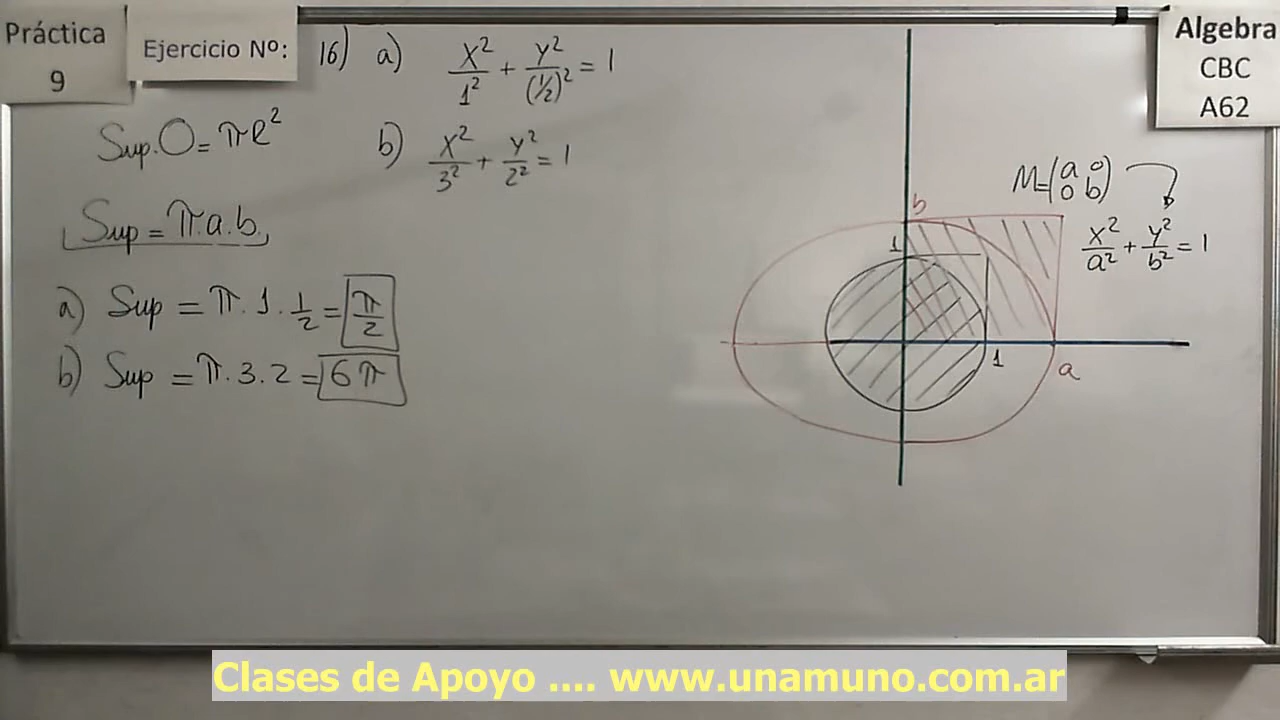 Práctica
9
Ejercicio Nº:
16) a) X²/1² + Y²/(1/2)² = 1
b) X²/3² + Y²/2² = 1
Sup. O = πR²
Sup = π.a.b.
a) Sup = π.1.1/2 = π/2
b) Sup = π.3.2 = 6π
Algebra
CBC
A62
M=(a 0
0 b)
X²/a² + Y²/b² = 1
b
1
1
a
Clases de Apoyo .... www.unamuno.com.ar